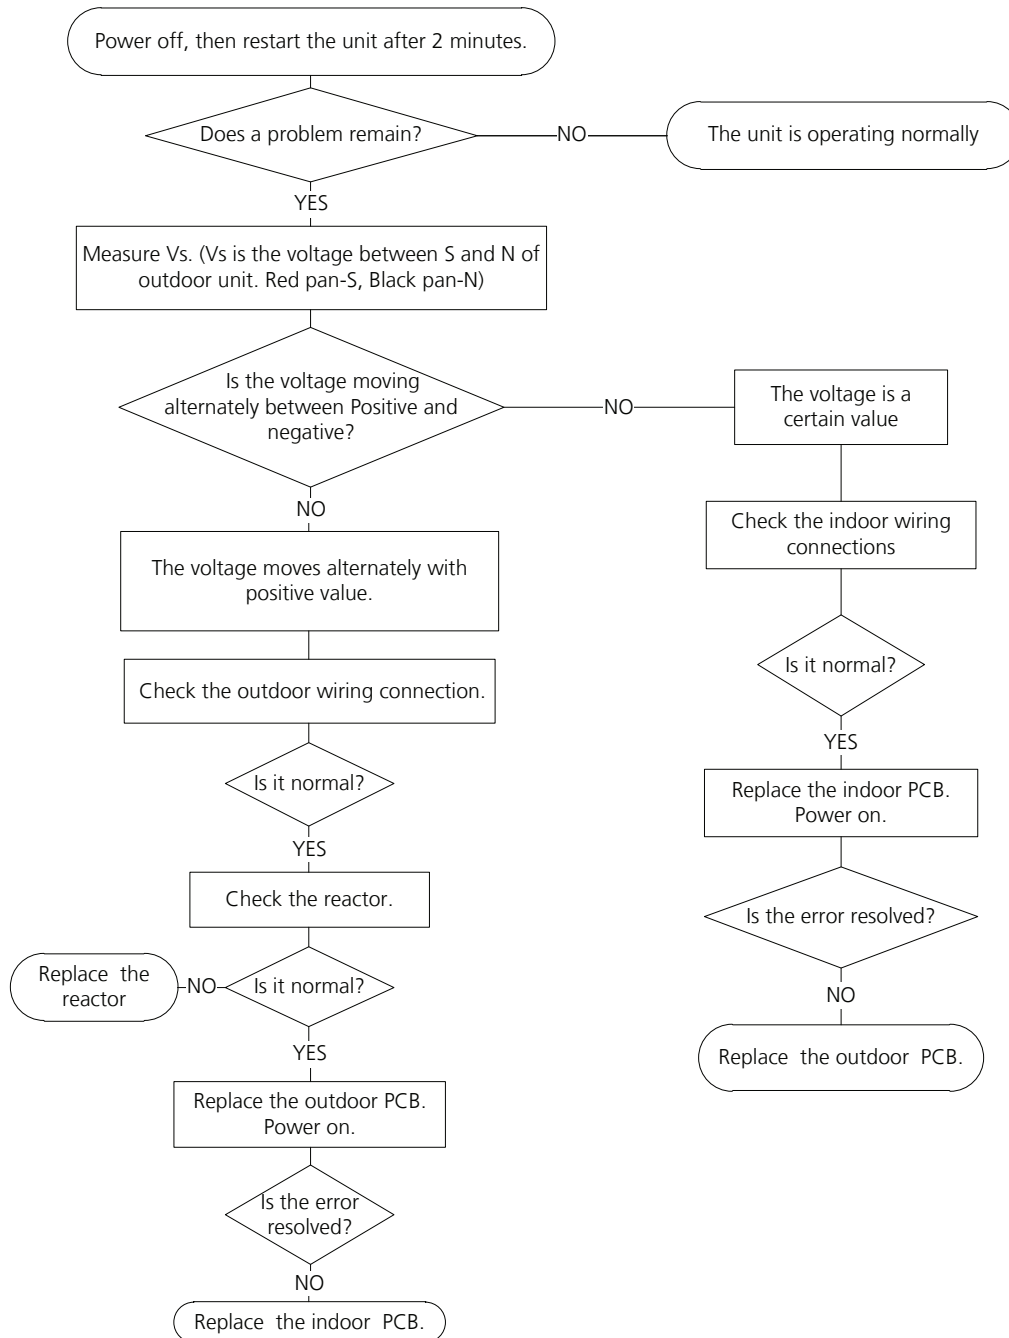 Power off, then restart the unit after 2 minutes.
Does a problem remain?
NO
The unit is operating normally
YES
Measure Vs. (Vs is the voltage between S and N of
outdoor unit. Red pan-S, Black pan-N)
Is the voltage moving
alternately between Positive and
negative?
NO
The voltage is a
certain value
NO
The voltage moves alternately with
positive value.
Check the outdoor wiring connection.
Is it normal?
YES
Check the reactor.
Is it normal?
NO
Replace the
reactor
YES
Replace the outdoor PCB.
Power on.
Is the error
resolved?
NO
Replace the indoor PCB.
Check the indoor wiring
connections
Is it normal?
YES
Replace the indoor PCB.
Power on.
Is the error resolved?
NO
Replace the outdoor PCB.